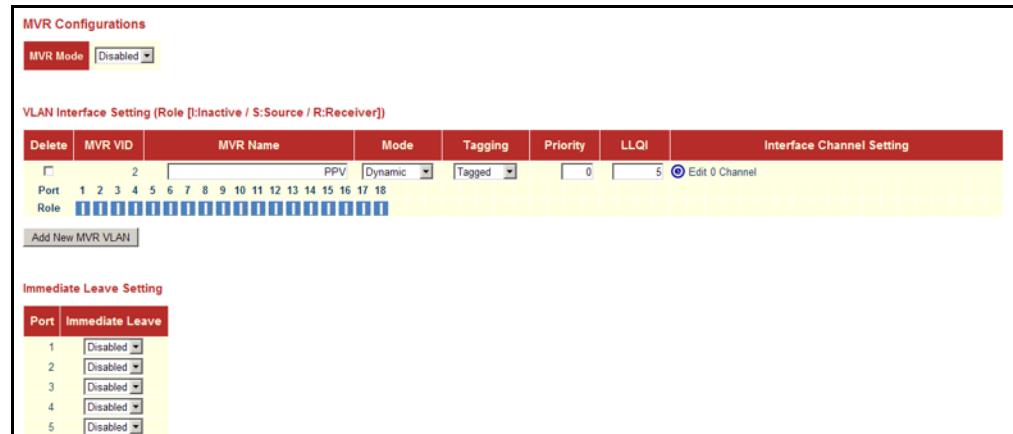 MVR Configurations
MVR Mode Disabled
VLAN Interface Setting (Role [I:Inactive / S:Source / R:Receiver])
Delete MVR VID MVR Name Mode Tagging Priority LLQI Interface Channel Setting
2 PPV Dynamic Tagged 0 5 Edit 0 Channel
Port 1 2 3 4 5 6 7 8 9 10 11 12 13 14 15 16 17 18
Role I I I I I I I I I I I I I I I I I I
Add New MVR VLAN
Immediate Leave Setting
Port Immediate Leave
1 Disabled
2 Disabled
3 Disabled
4 Disabled
5 Disabled